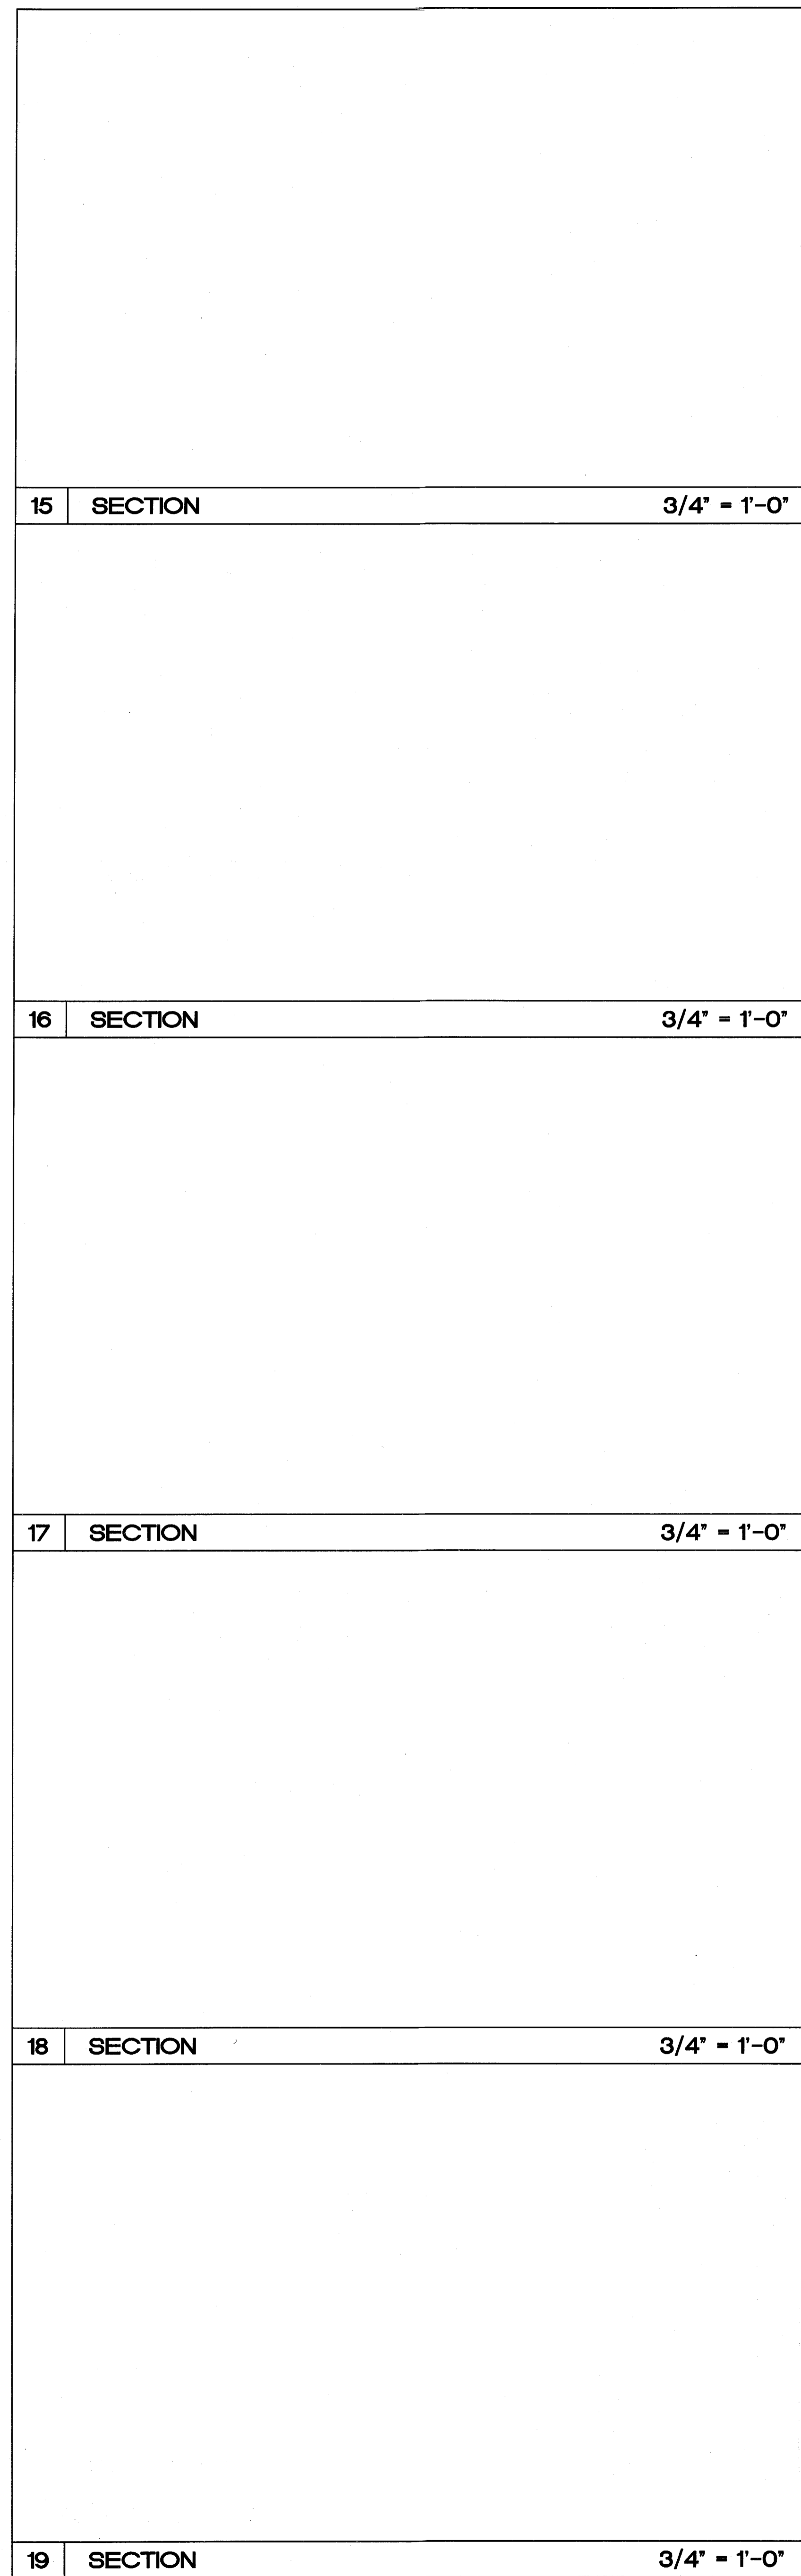 15 SECTION 3/4" = 1'-0"
16 SECTION 3/4" = 1'-0"
17 SECTION 3/4" = 1'-0"
18 SECTION 3/4" = 1'-0"
19 SECTION 3/4" = 1'-0"